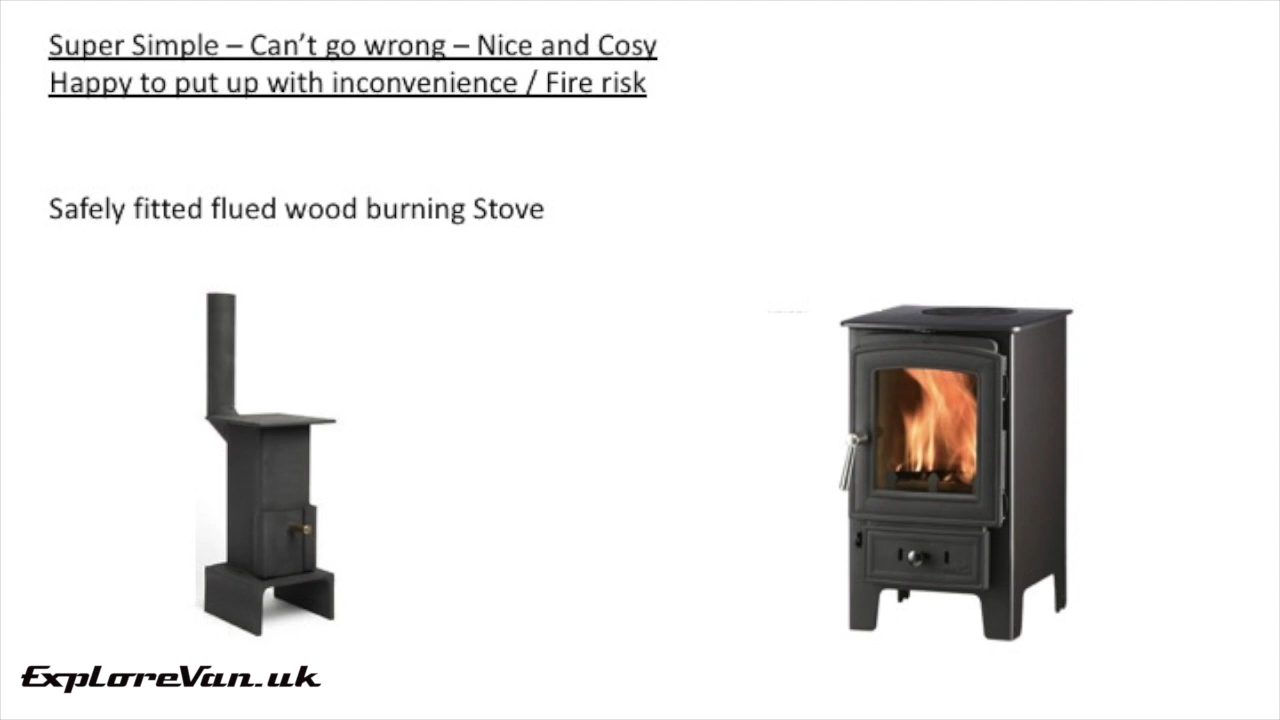 Super Simple – Can’t go wrong – Nice and Cosy
Happy to put up with inconvenience / Fire risk
Safely fitted flued wood burning Stove
ExploreVan.uk